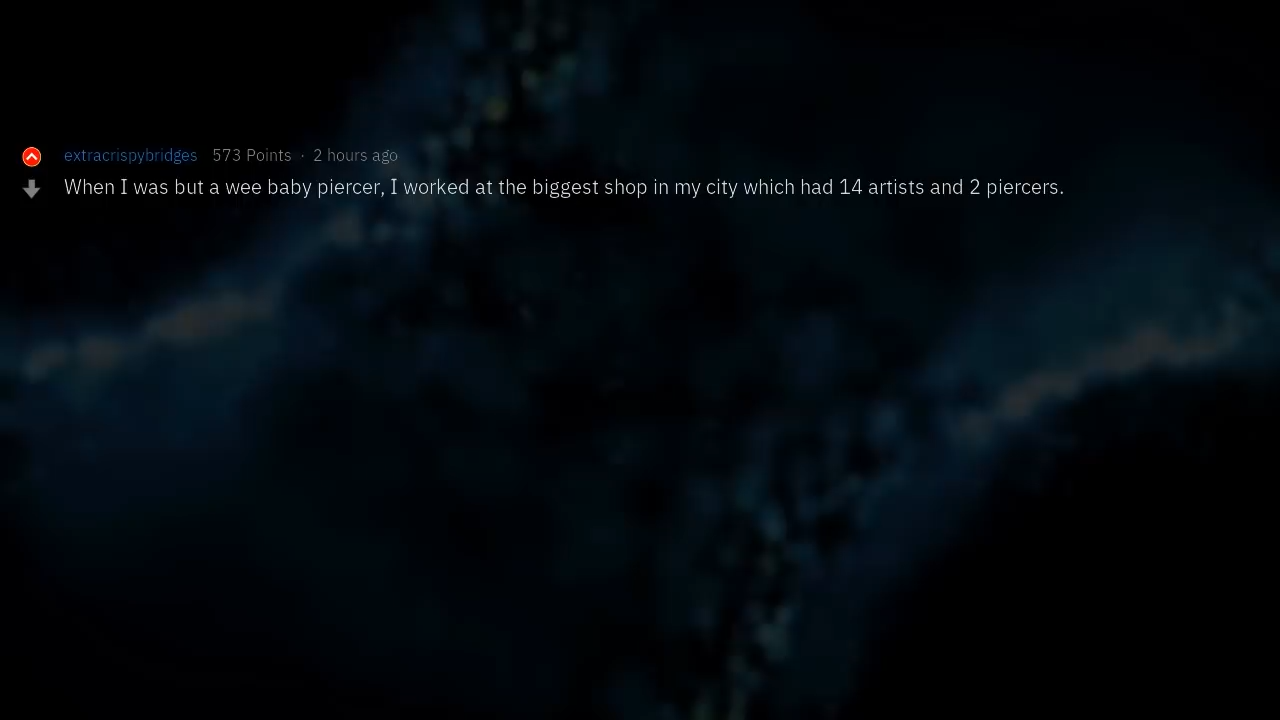 extracrispybridges 573 Points · 2 hours ago
When I was but a wee baby piercer, I worked at the biggest shop in my city which had 14 artists and 2 piercers.